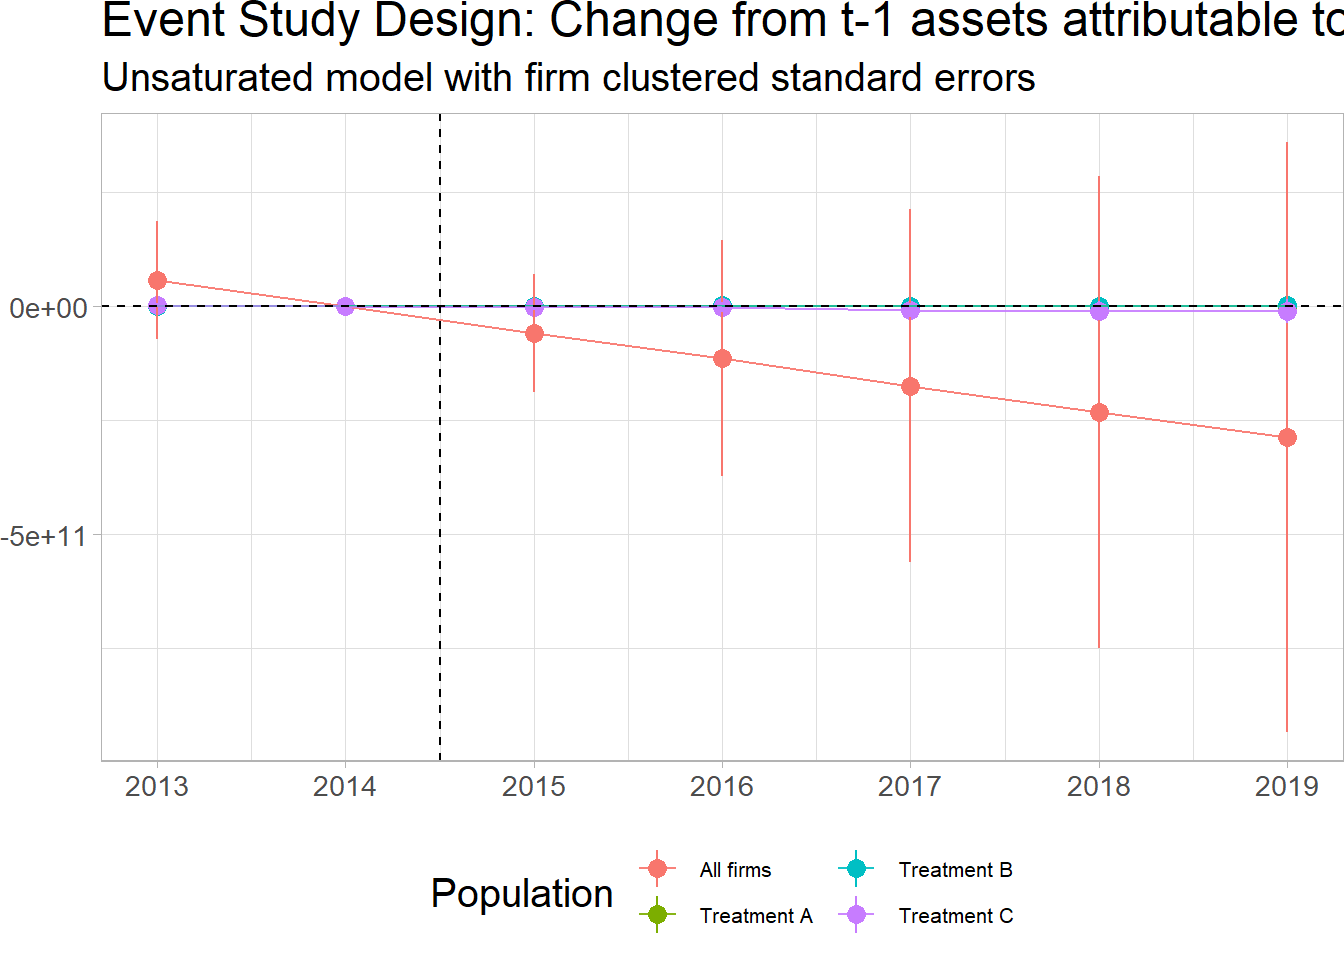 Event Study Design: Change from t-1 assets attributable to
Unsaturated model with firm clustered standard errors
0e+00
-5e+11
2013 2014 2015 2016 2017 2018 2019
Population
All firms
Treatment A
Treatment B
Treatment C